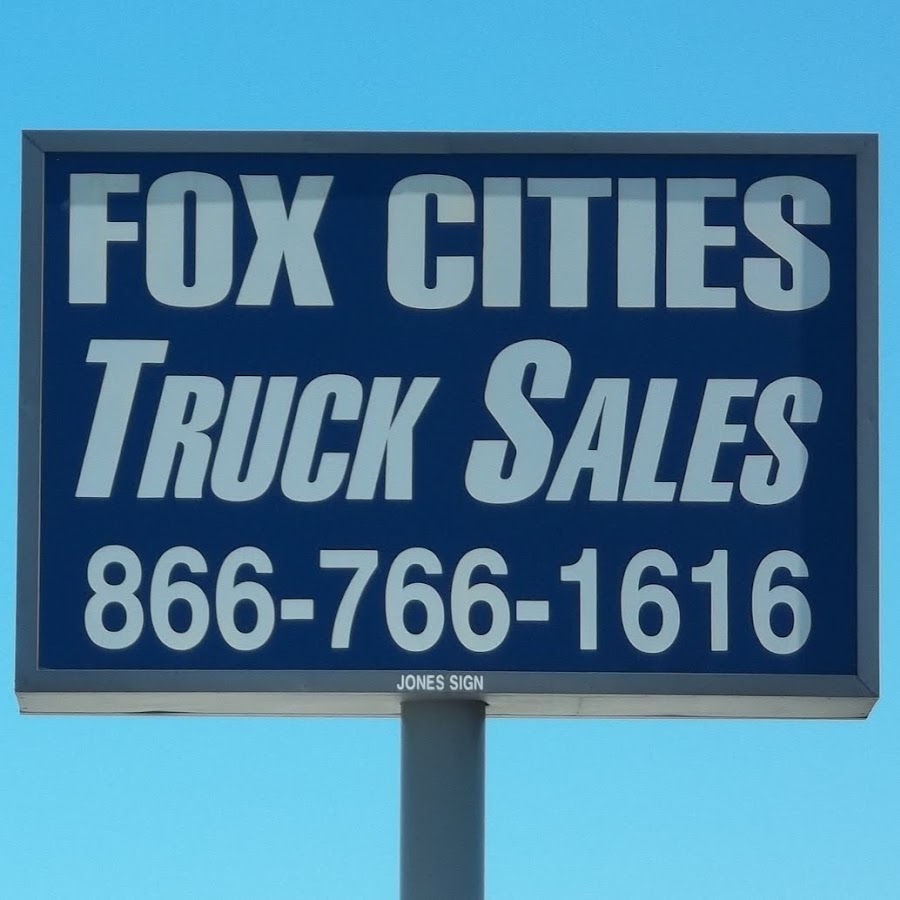 FOX CITIES
TRUCK SALES
866-766-1616
JONES SIGN